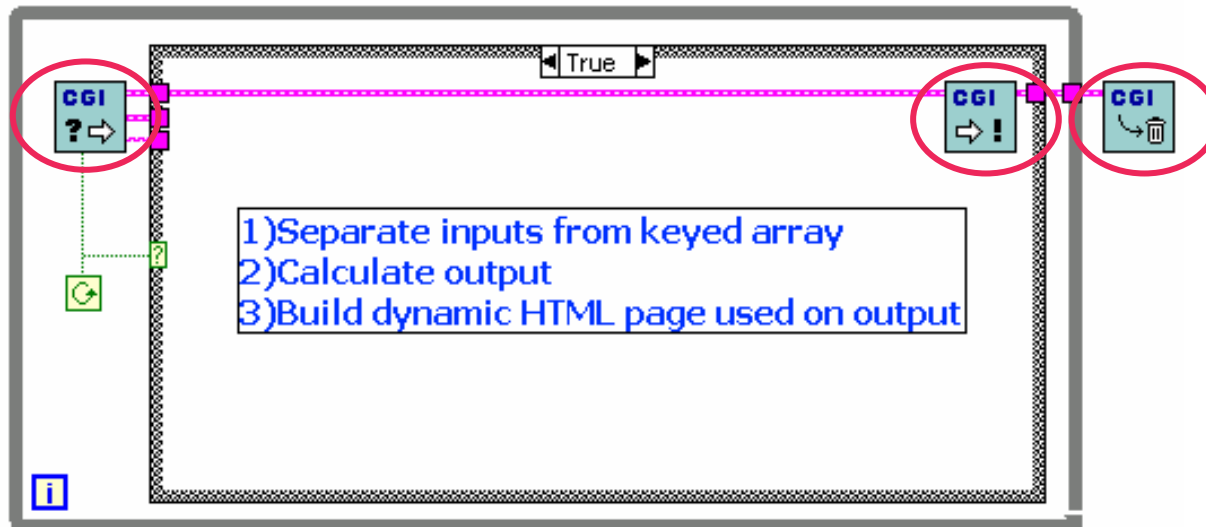 True
CGI
?
CGI
!
CGI
?
1)Separate inputs from keyed array
2)Calculate output
3)Build dynamic HTML page used on output
i